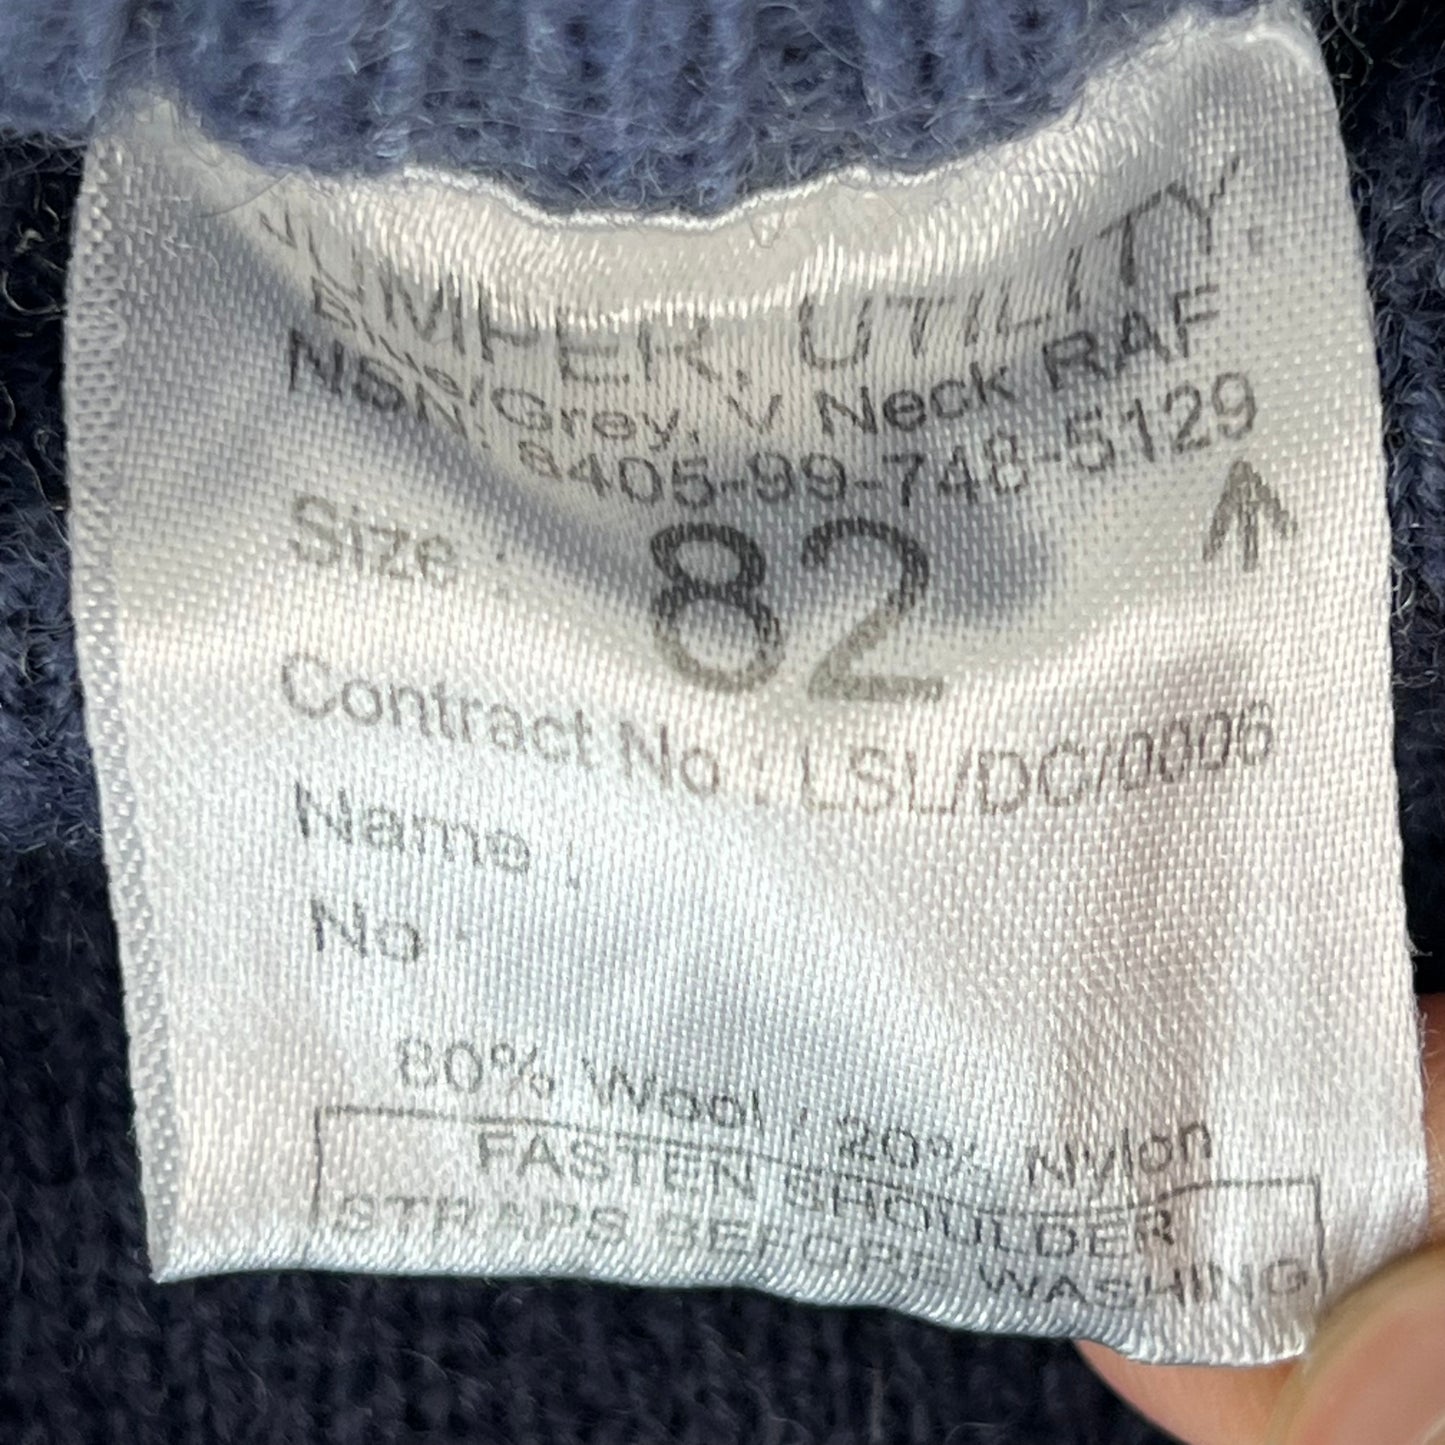 JUMPER, UTILITY,
Blue/Grey, V Neck RAF
NSN: 8405-99-748-5129
Size : 82
Contract No : LSL/DC/0006
Name :
No :
80% Wool / 20% Nylon
FASTEN SHOULDER
STRAPS BEFORE WASHING